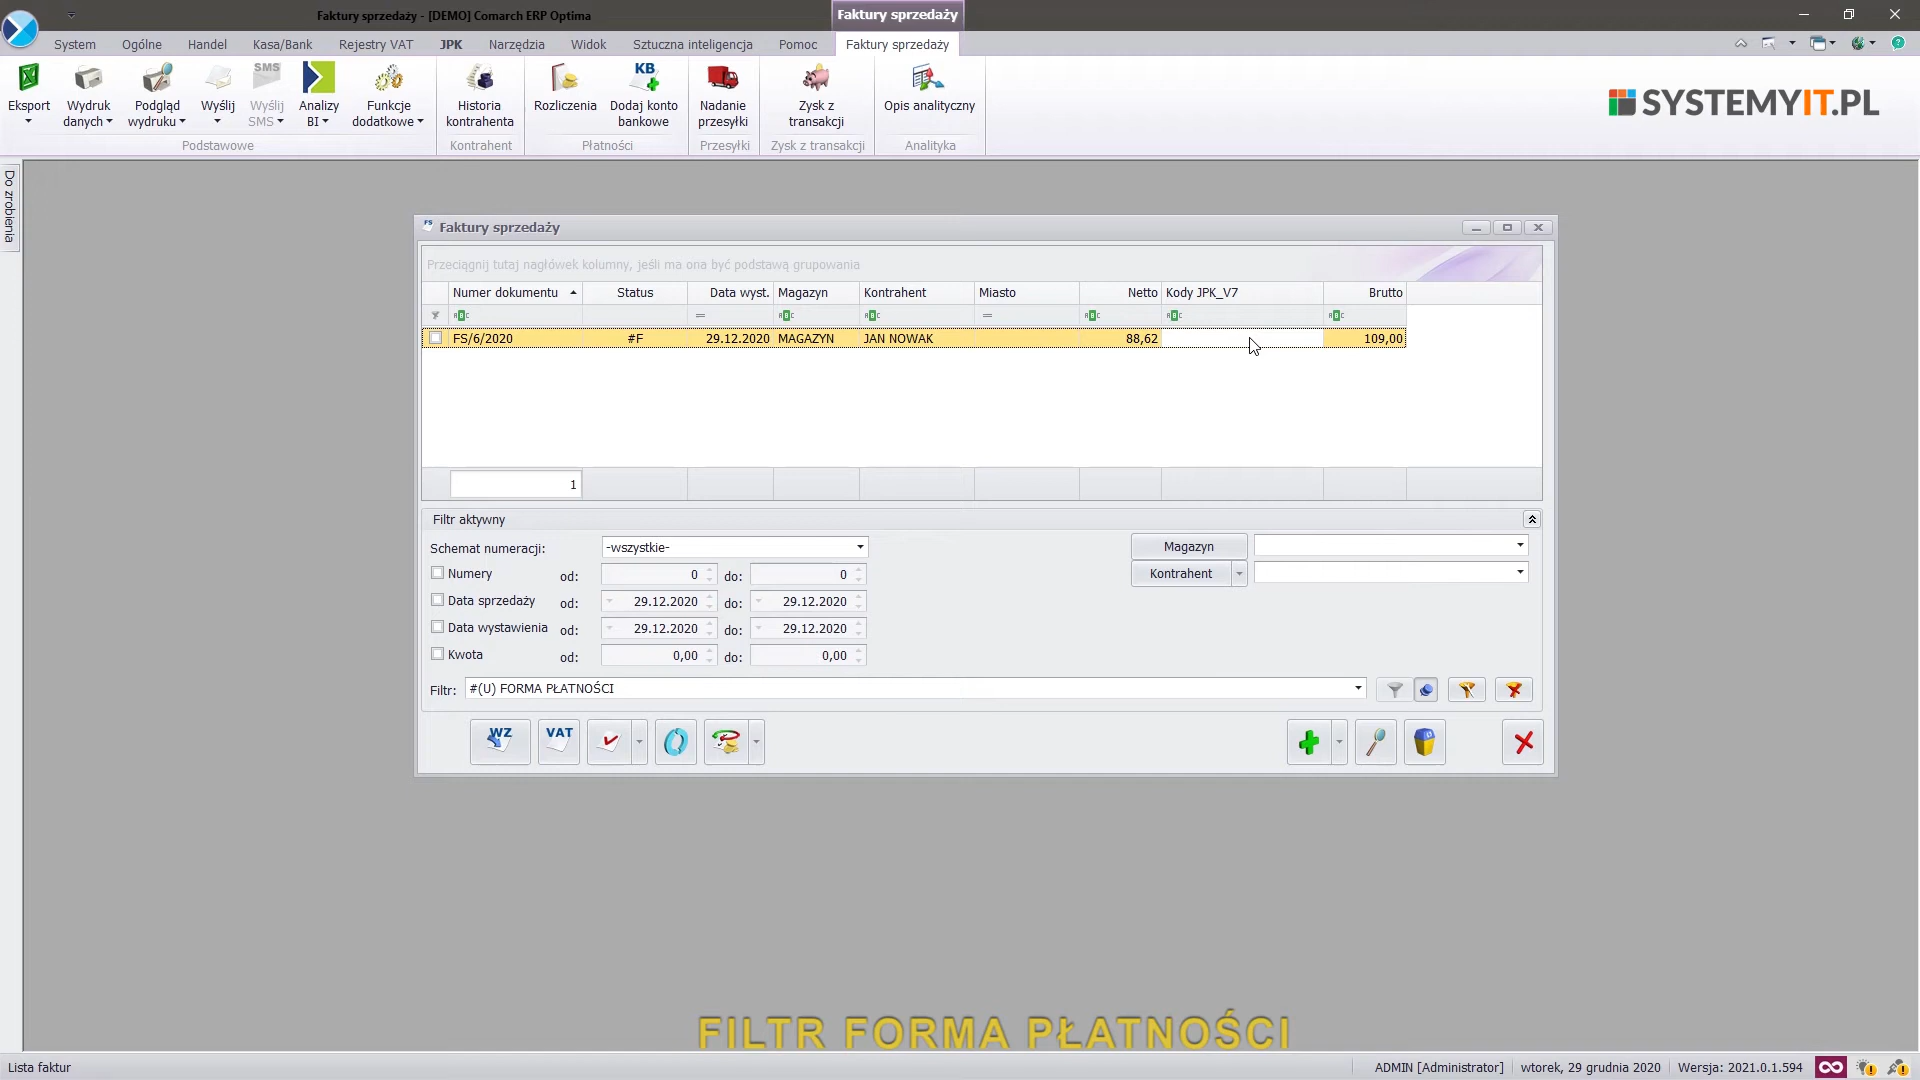 Faktury sprzedaży - [DEMO] Comarch ERP Optima
Faktury sprzedaży
System Ogólne Handel Kasa/Bank Rejestry VAT JPK Narzędzia Widok Sztuczna inteligencja Pomoc Faktury sprzedaży
Eksport
Wydruk danych
Podgląd wydruku
Wyślij
SMS
Wyślij SMS
Analizy BI
Funkcje dodatkowe
Historia kontrahenta
Rozliczenia
KB
Dodaj konto bankowe
Nadanie przesyłki
Zysk z transakcji
Opis analityczny
Podstawowe Kontrahent Płatności Przesyłki Zysk z transakcji Analityka
SYSTEMYIT.PL
Do zrobienia
FS Faktury sprzedaży
Przeciągnij tutaj nagłówek kolumny, jeśli ma ona być podstawą grupowania
Numer dokumentu Status Data wyst. Magazyn Kontrahent Miasto Netto Kody JPK_V7 Brutto
FS/6/2020 #F 29.12.2020 MAGAZYN JAN NOWAK 88,62 109,00
1
Filtr aktywny
Schemat numeracji: -wszystkie- Magazyn
Numery od: 0 do: 0 Kontrahent
Data sprzedaży od: 29.12.2020 do: 29.12.2020
Data wystawienia od: 29.12.2020 do: 29.12.2020
Kwota od: 0,00 do: 0,00
Filtr: #(U) FORMA PŁATNOŚCI
WZ VAT
FILTR FORMA PŁATNOŚCI
Lista faktur ADMIN [Administrator] wtorek, 29 grudnia 2020 Wersja: 2021.0.1.594